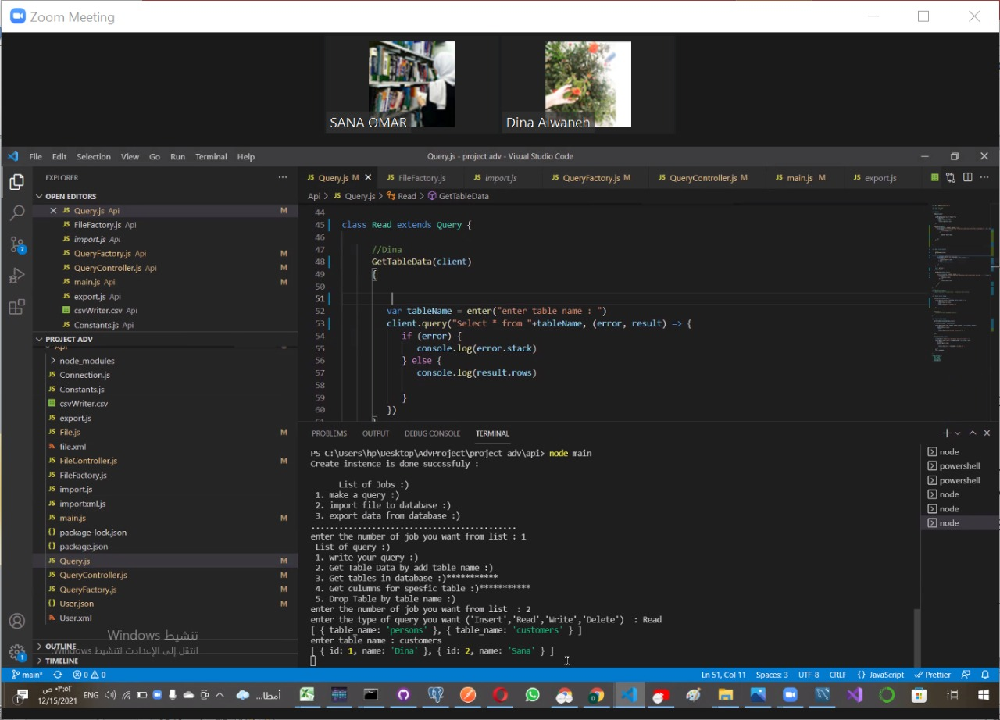 Zoom Meeting
SANA OMAR
Dina Alwaneh
File Edit Selection View Go Run Terminal Help
Query.js - project adv - Visual Studio Code
EXPLORER
OPEN EDITORS
Query.js Api M
JS FileFactory.js Api
JS import.js Api
JS QueryFactory.js Api M
JS QueryController.js Api M
JS main.js Api M
JS export.js Api
csvWriter.csv Api
JS Constants.js Api
PROJECT ADV
Api
node_modules
JS Connection.js
JS Constants.js
csvWriter.csv
JS export.js
JS File.js M
file.xml
JS FileController.js M
JS FileFactory.js
JS import.js
JS importxml.js
JS main.js M
{} package-lock.json
{} package.json
JS Query.js M
JS QueryController.js M
JS QueryFactory.js M
{} User.json M
User.xml
OUTLINE
TIMELINE
تنشيط Windows
انتقل إلى الإعدادات لتنشيط Windows.
JS Query.js M JS FileFactory.js JS import.js JS QueryFactory.js M JS QueryController.js M JS main.js M JS export.js
Api > JS Query.js > Read > GetTableData
44
45 class Read extends Query {
46
47 //Dina
48 GetTableData(client)
49 {
50
51
52 var tableName = enter("enter table name : ")
53 client.query("Select * from "+tableName, (error, result) => {
54 if (error) {
55 console.log(error.stack)
56 } else {
57 console.log(result.rows)
58
59 }
60 })
61 }
PROBLEMS OUTPUT DEBUG CONSOLE TERMINAL
PS C:\Users\hp\Desktop\AdvProject\project adv\api> node main
Create instence is done succssfuly :
List of Jobs :)
1. make a query :)
2. import file to database :)
3. export data from database :)
............................................
enter the number of job you want from list : 1
List of query :)
1. write your query :)
2. Get Table Data by add table name :)
3. Get tables in database :)***********
4. Get culumns for spesfic table :)***********
5. Drop Table by table name :)
enter the number of job you want from list : 2
enter the type of query you want ('Insert','Read','Write','Delete') : Read
[ { table_name: 'persons' }, { table_name: 'customers' } ]
enter table name : customers
[ { id: 1, name: 'Dina' }, { id: 2, name: 'Sana' } ]
node
powershell
powershell
node
node
node
main* 0 0
Ln 51, Col 11 Spaces: 3 UTF-8 CRLF {} JavaScript Prettier
ENG
٠٣:٥٢ ص
12/15/2021
أمطا...